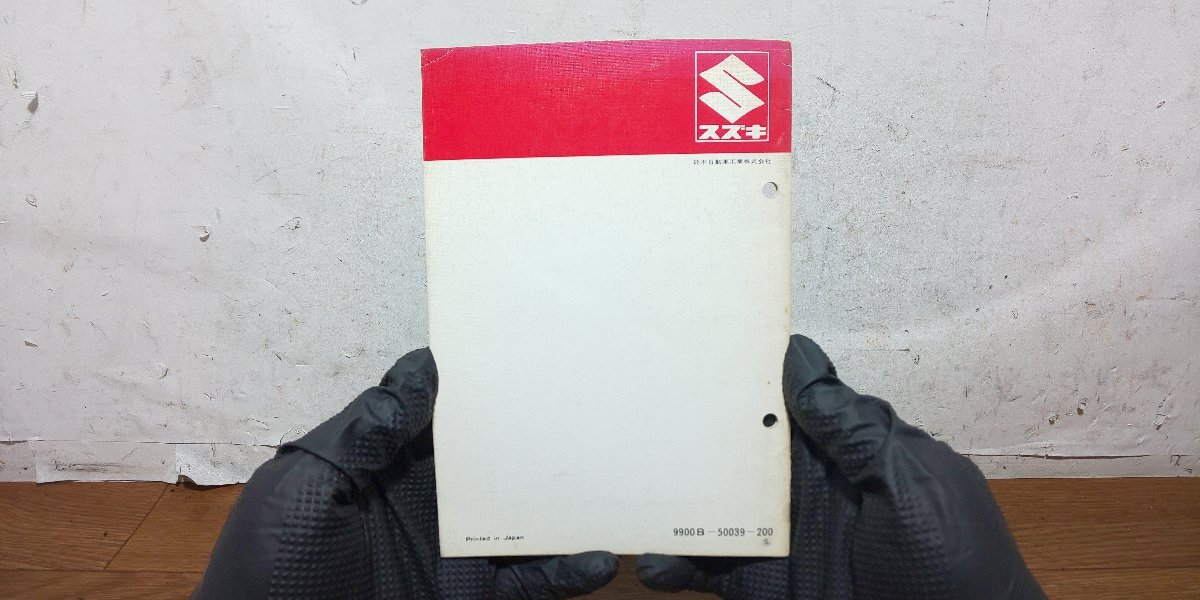 スズキ
鈴木自動車工業株式会社
Printed in Japan
9900B-50039-200
S